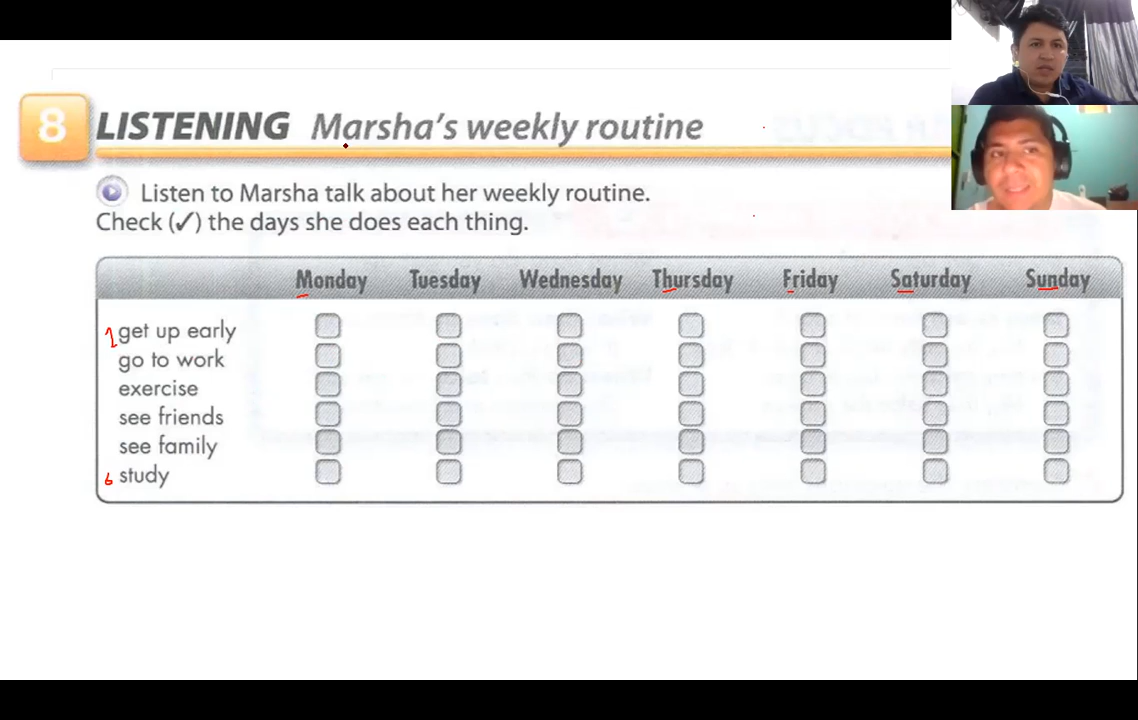 8 LISTENING Marsha's weekly routine
Listen to Marsha talk about her weekly routine.
Check (✓) the days she does each thing.
Monday Tuesday Wednesday Thursday Friday Saturday Sunday
1 get up early
go to work
exercise
see friends
see family
6 study